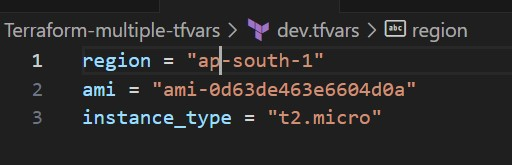 Terraform-multiple-tfvars > dev.tfvars > abc region
1 region = "ap-south-1"
2 ami = "ami-0d63de463e6604d0a"
3 instance_type = "t2.micro"